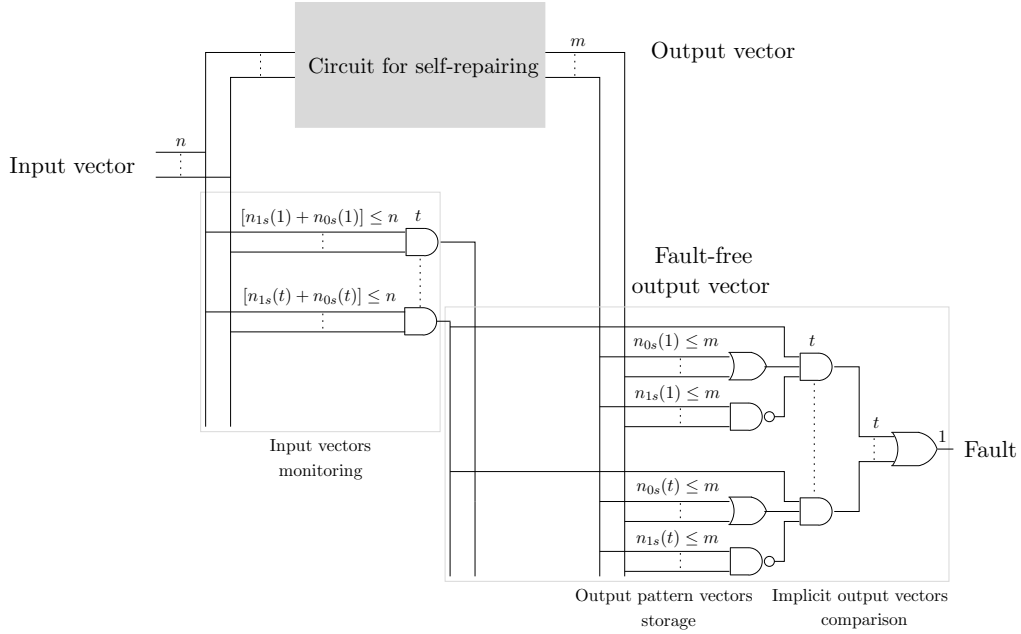 m
Circuit for self-repairing
Output vector
n
Input vector
[n₁ₛ(1) + n₀ₛ(1)] ≤ n
t
Fault-free
output vector
[n₁ₛ(t) + n₀ₛ(t)] ≤ n
n₀ₛ(1) ≤ m
t
n₁ₛ(1) ≤ m
t
1
Fault
Input vectors
monitoring
n₀ₛ(t) ≤ m
n₁ₛ(t) ≤ m
Output pattern vectors
storage
Implicit output vectors
comparison